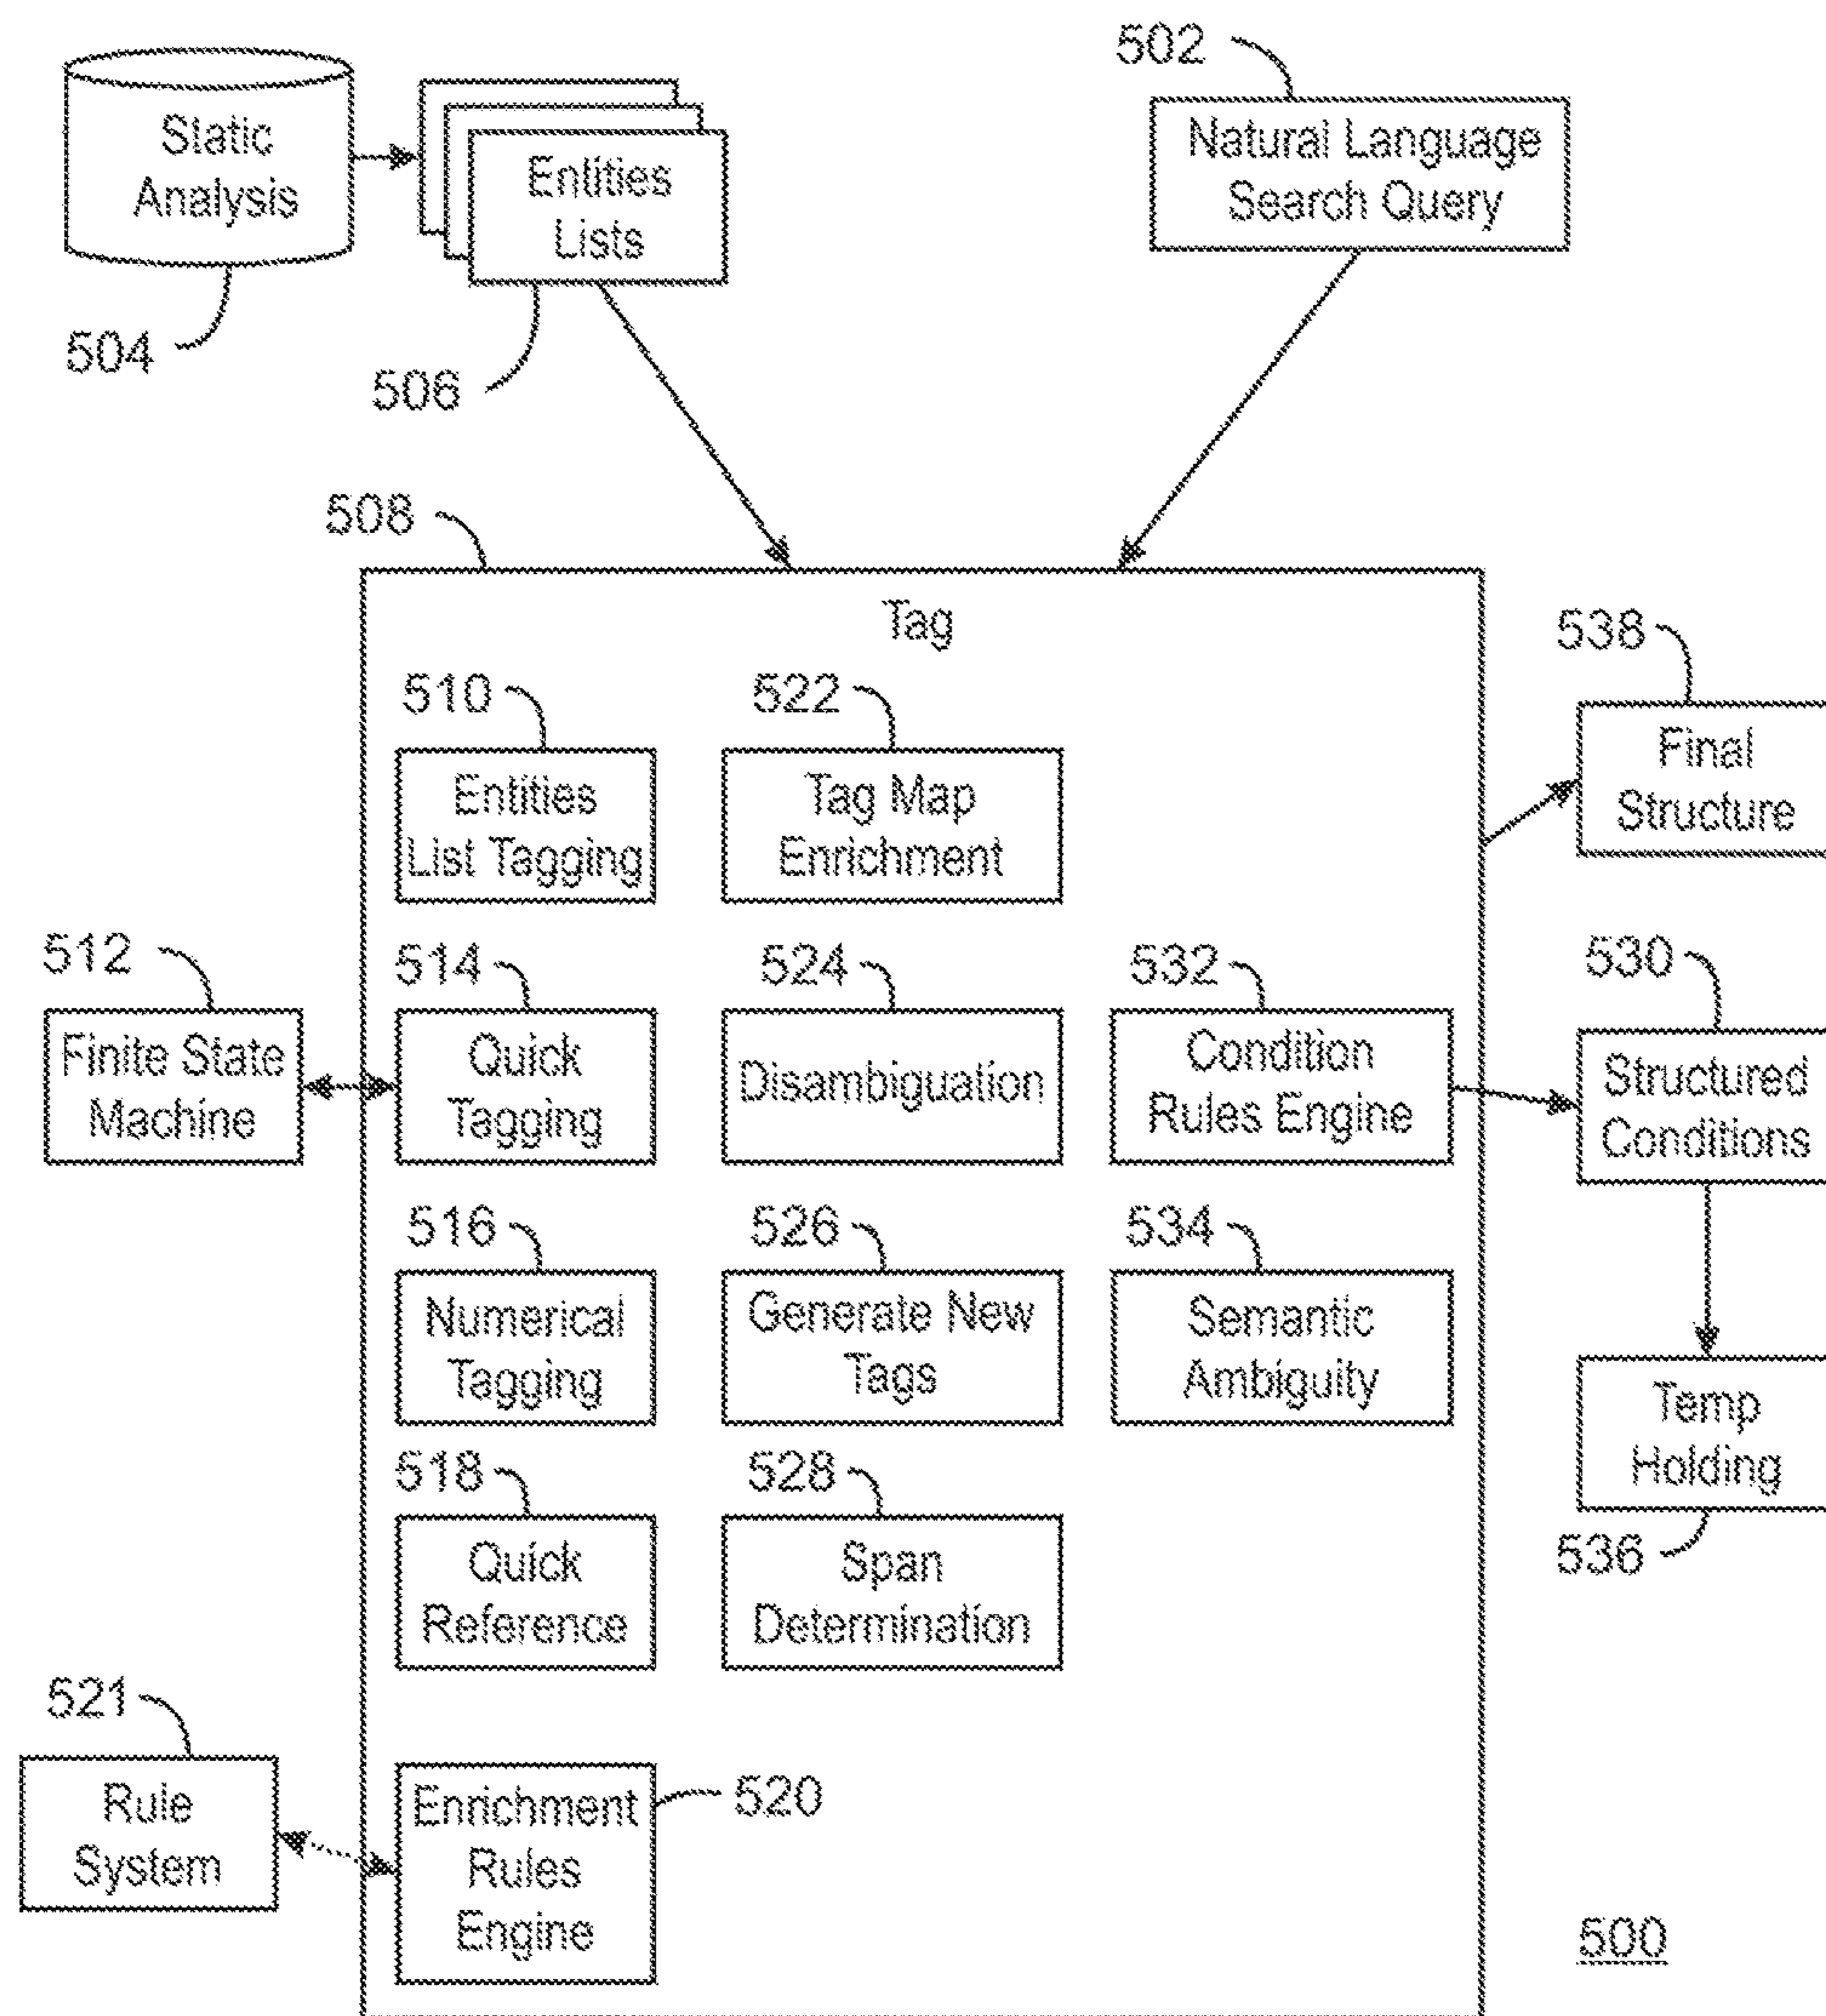 502
Static
Analysis
Entities
Lists
Natural Language
Search Query
504
506
508
Tag
538
Final
Structure
510
522
Entities
List Tagging
Tag Map
Enrichment
512
514
524
532
530
Finite State
Machine
Quick
Tagging
Disambiguation
Condition
Rules Engine
Structured
Conditions
516
526
534
Numerical
Tagging
Generate New
Tags
Semantic
Ambiguity
Temp
Holding
536
518
528
Quick
Reference
Span
Determination
521
Rule
System
Enrichment
Rules
Engine
520
500